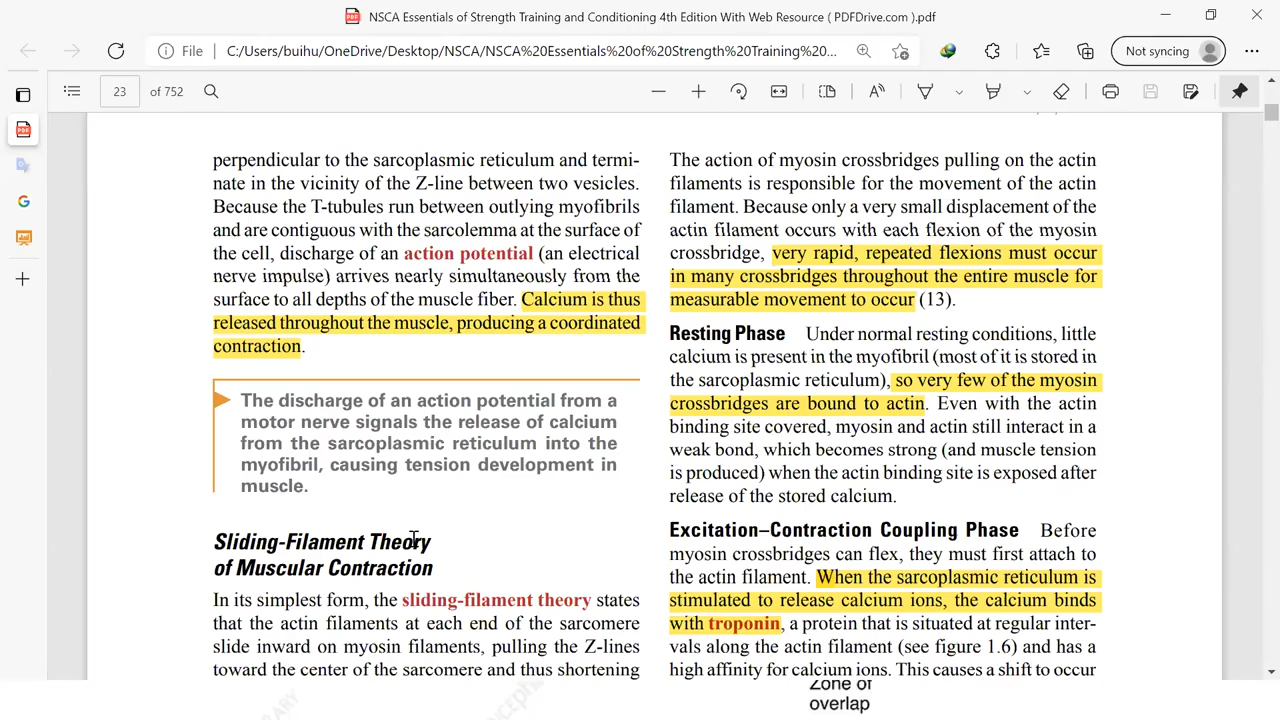 NSCA Essentials of Strength Training and Conditioning 4th Edition With Web Resource ( PDFDrive.com ).pdf
File C:/Users/buihu/OneDrive/Desktop/NSCA/NSCA%20Essentials%20of%20Strength%20Training%20...
Not syncing
23 of 752
perpendicular to the sarcoplasmic reticulum and termi-
nate in the vicinity of the Z-line between two vesicles.
Because the T-tubules run between outlying myofibrils
and are contiguous with the sarcolemma at the surface of
the cell, discharge of an action potential (an electrical
nerve impulse) arrives nearly simultaneously from the
surface to all depths of the muscle fiber. Calcium is thus
released throughout the muscle, producing a coordinated
contraction.
The discharge of an action potential from a
motor nerve signals the release of calcium
from the sarcoplasmic reticulum into the
myofibril, causing tension development in
muscle.
Sliding-Filament Theory
of Muscular Contraction
In its simplest form, the sliding-filament theory states
that the actin filaments at each end of the sarcomere
slide inward on myosin filaments, pulling the Z-lines
toward the center of the sarcomere and thus shortening
The action of myosin crossbridges pulling on the actin
filaments is responsible for the movement of the actin
filament. Because only a very small displacement of the
actin filament occurs with each flexion of the myosin
crossbridge, very rapid, repeated flexions must occur
in many crossbridges throughout the entire muscle for
measurable movement to occur (13).
Resting Phase Under normal resting conditions, little
calcium is present in the myofibril (most of it is stored in
the sarcoplasmic reticulum), so very few of the myosin
crossbridges are bound to actin. Even with the actin
binding site covered, myosin and actin still interact in a
weak bond, which becomes strong (and muscle tension
is produced) when the actin binding site is exposed after
release of the stored calcium.
Excitation–Contraction Coupling Phase Before
myosin crossbridges can flex, they must first attach to
the actin filament. When the sarcoplasmic reticulum is
stimulated to release calcium ions, the calcium binds
with troponin, a protein that is situated at regular inter-
vals along the actin filament (see figure 1.6) and has a
high affinity for calcium ions. This causes a shift to occur
Zone of
overlap